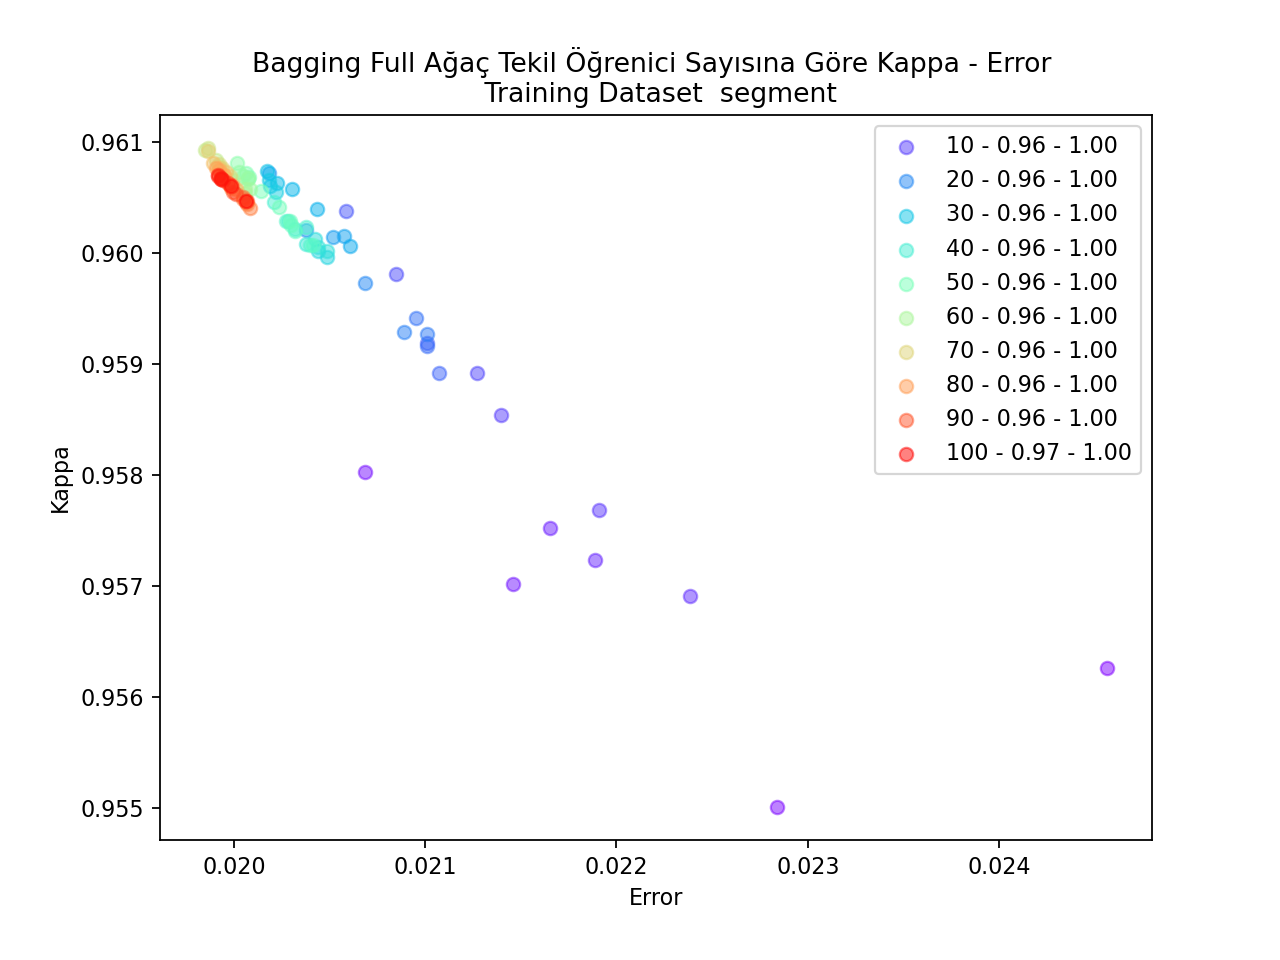 Bagging Full Ağaç Tekil Öğrenici Sayısına Göre Kappa - Error
Training Dataset  segment
0.961
0.960
0.959
0.958
0.957
0.956
0.955
Kappa
10 - 0.96 - 1.00
20 - 0.96 - 1.00
30 - 0.96 - 1.00
40 - 0.96 - 1.00
50 - 0.96 - 1.00
60 - 0.96 - 1.00
70 - 0.96 - 1.00
80 - 0.96 - 1.00
90 - 0.96 - 1.00
100 - 0.97 - 1.00
0.020 0.021 0.022 0.023 0.024
Error